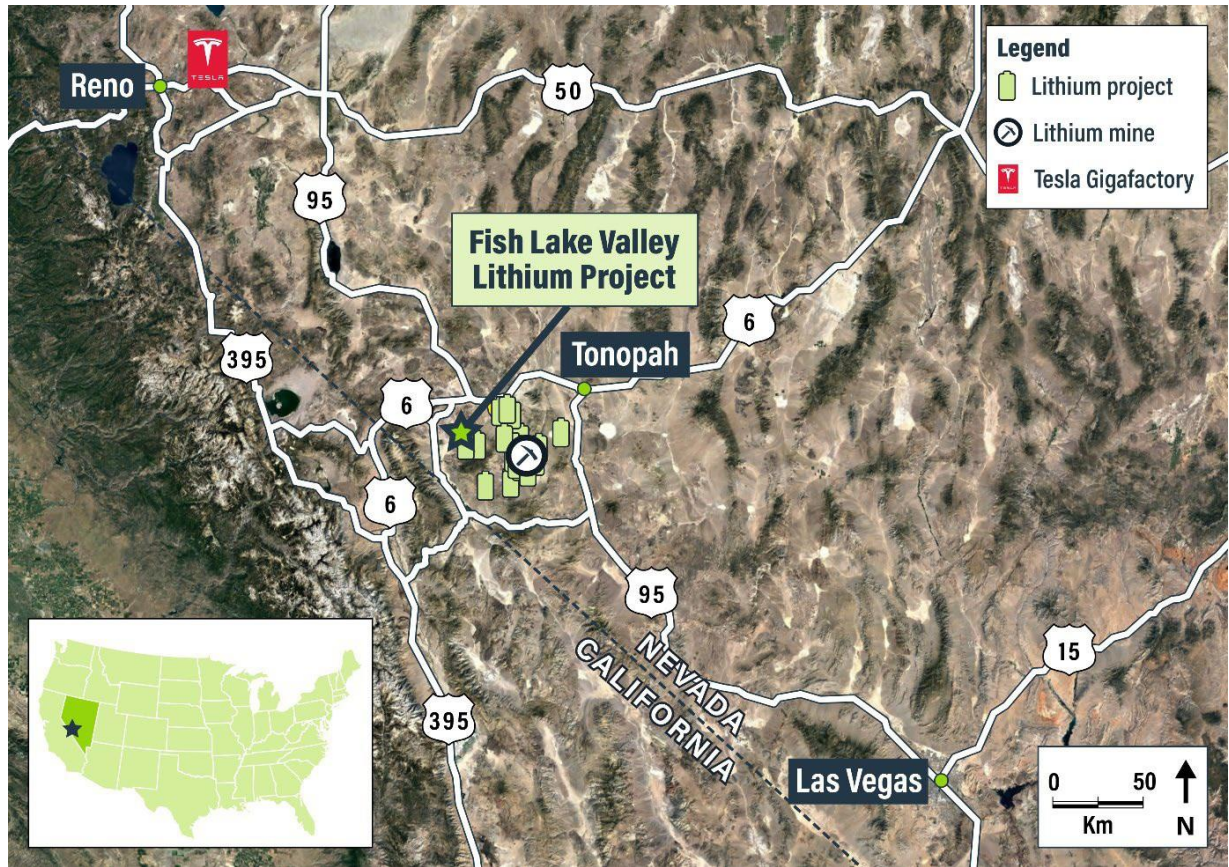 Reno
TESLA
50
Legend
Lithium project
Lithium mine
TESLA
Tesla Gigafactory
95
Fish Lake Valley
Lithium Project
6
395
Tonopah
6
6
95
NEVADA
CALIFORNIA
15
395
Las Vegas
0 50
Km
N